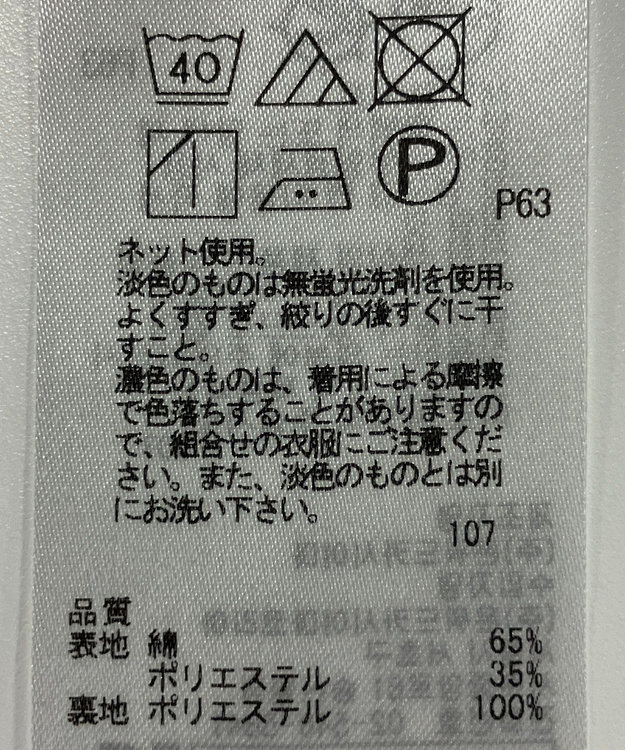 40
P
P63
ネット使用。
淡色のものは無蛍光洗剤を使用。
よくすすぎ、絞りの後すぐに干
すこと。
濃色のものは、着用による摩擦
で色落ちすることがありますの
で、組合せの衣服にご注意くだ
さい。また、淡色のものとは別
にお洗い下さい。
107
品質
表地 綿 65%
ポリエステル 35%
裏地 ポリエステル 100%